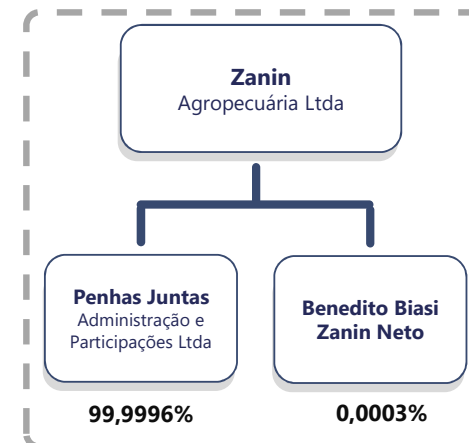 Zanin
Agropecuária Ltda
Penhas Juntas
Administração e
Participações Ltda
Benedito Biasi
Zanin Neto
99,9996%
0,0003%